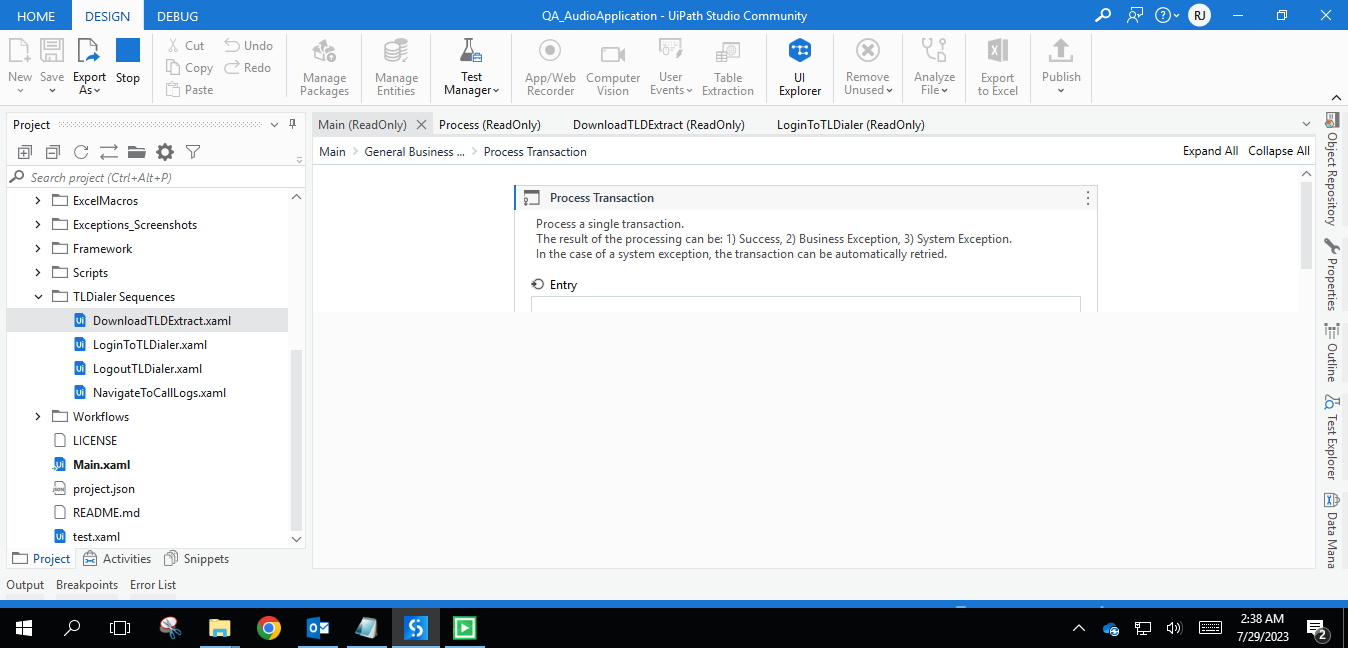 HOME DESIGN DEBUG QA_AudioApplication - UiPath Studio Community RJ
New Save Export As Stop Cut Copy Paste Undo Redo Manage Packages Manage Entities Test Manager App/Web Recorder Computer Vision User Events Table Extraction UI Explorer Remove Unused Analyze File Export to Excel Publish
Project
Main (ReadOnly) Process (ReadOnly) DownloadTLDExtract (ReadOnly) LoginToTLDialer (ReadOnly)
Main General Business ... Process Transaction Expand All Collapse All
Search project (Ctrl+Alt+P)
ExcelMacros
Exceptions_Screenshots
Framework
Scripts
TLDialer Sequences
DownloadTLDExtract.xaml
LoginToTLDialer.xaml
LogoutTLDialer.xaml
NavigateToCallLogs.xaml
Workflows
LICENSE
Main.xaml
project.json
README.md
test.xaml
Project Activities Snippets
Process Transaction
Process a single transaction.
The result of the processing can be: 1) Success, 2) Business Exception, 3) System Exception.
In the case of a system exception, the transaction can be automatically retried.
Entry
Object Repository
Properties
Outline
Test Explorer
Data Mana
Output Breakpoints Error List
2:38 AM
7/29/2023
2